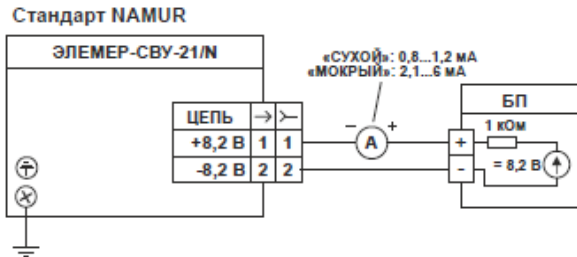 Стандарт NAMUR
ЭЛЕМЕР-СВУ-21/N
«СУХОЙ»: 0,8...1,2 мА
«МОКРЫЙ»: 2,1...6 мА
БП
ЦЕПЬ
1 кОм
+8,2 В 1 1
− A +
+
-8,2 В 2 2
-
= 8,2 В